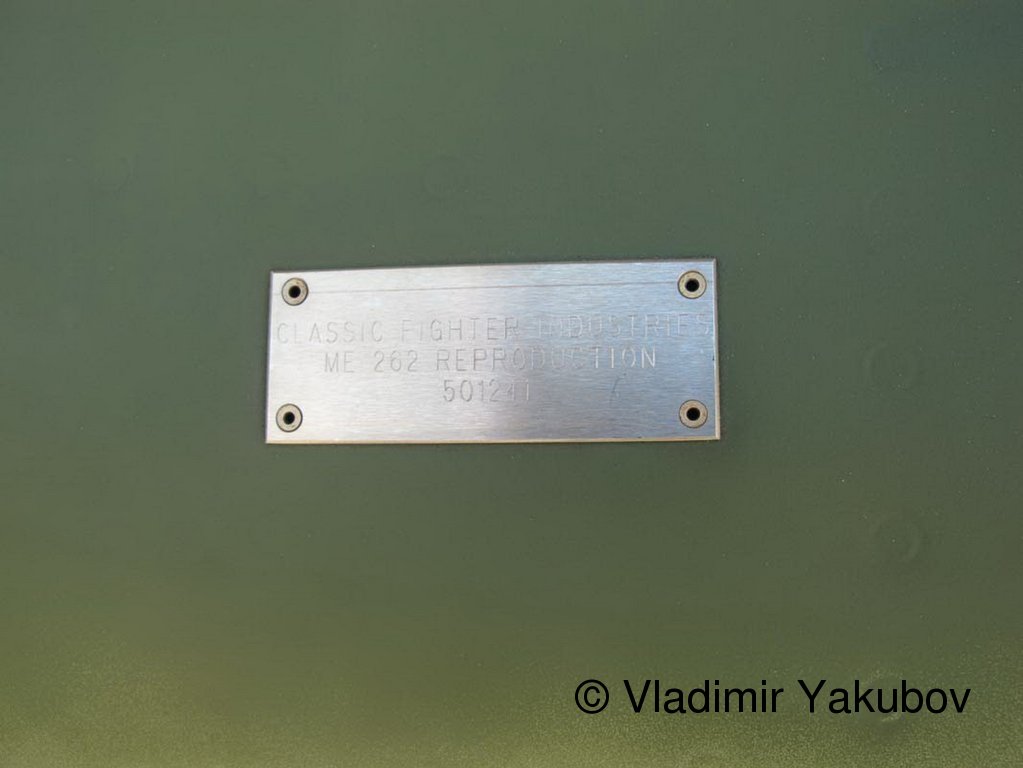 CLASSIC FIGHTER INDUSTRIES
ME 262 REPRODUCTION
501241
© Vladimir Yakubov